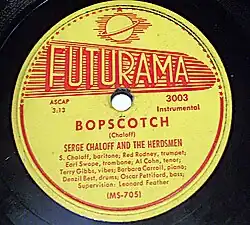 FUTURAMA
ASCAP
3:13
3003
Instrumental
BOPSCOTCH
(Chaloff)
SERGE CHALOFF AND THE HERDSMEN
S. Chaloff, baritone; Red Rodney, trumpet;
Earl Swope, trombone; Al Cohn, tenor;
Terry Gibbs, vibes; Barbara Carroll, piano;
Denzil Best, drums; Oscar Pettiford, bass;
Supervision: Leonard Feather
(MS-705)